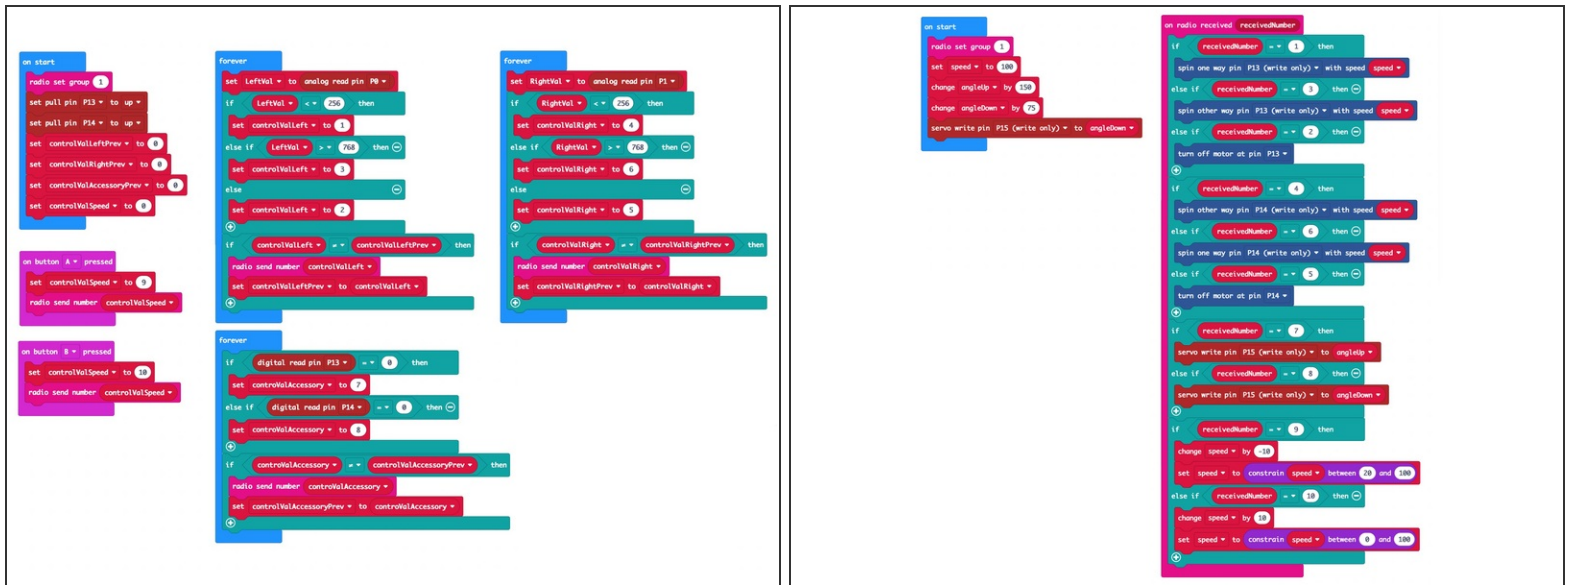 on start
radio set group 1
set pull pin P13 to up
set pull pin P14 to up
set controlValLeftPrev to 0
set controlValRightPrev to 0
set controlValAccessoryPrev to 0
set controlValSpeed to 0
on button A pressed
set controlValSpeed to 9
radio send number controlValSpeed
on button B pressed
set controlValSpeed to 10
radio send number controlValSpeed
forever
set LeftVal to analog read pin P0
if LeftVal < 256 then
set controlValLeft to 1
else if LeftVal > 768 then
set controlValLeft to 3
else
set controlValLeft to 2
if controlValLeft ≠ controlValLeftPrev then
radio send number controlValLeft
set controlValLeftPrev to controlValLeft
forever
set RightVal to analog read pin P1
if RightVal < 256 then
set controlValRight to 4
else if RightVal > 768 then
set controlValRight to 6
else
set controlValRight to 5
if controlValRight ≠ controlValRightPrev then
radio send number controlValRight
set controlValRightPrev to controlValRight
forever
if digital read pin P13 = 0 then
set controValAccessory to 7
else if digital read pin P14 = 0 then
set controValAccessory to 8
if controValAccessory ≠ controlValAccessoryPrev then
radio send number controValAccessory
set controlValAccessoryPrev to controValAccessory
on start
radio set group 1
set speed to 100
change angleUp by 150
change angleDown by 75
servo write pin P15 (write only) to angleDown
on radio received receivedNumber
if receivedNumber = 1 then
spin one way pin P13 (write only) with speed speed
else if receivedNumber = 3 then
spin other way pin P13 (write only) with speed speed
else if receivedNumber = 2 then
turn off motor at pin P13
if receivedNumber = 4 then
spin other way pin P14 (write only) with speed speed
else if receivedNumber = 6 then
spin one way pin P14 (write only) with speed speed
else if receivedNumber = 5 then
turn off motor at pin P14
if receivedNumber = 7 then
servo write pin P15 (write only) to angleUp
else if receivedNumber = 8 then
servo write pin P15 (write only) to angleDown
if receivedNumber = 9 then
change speed by -10
set speed to constrain speed between 20 and 100
else if receivedNumber = 10 then
change speed by 10
set speed to constrain speed between 0 and 100